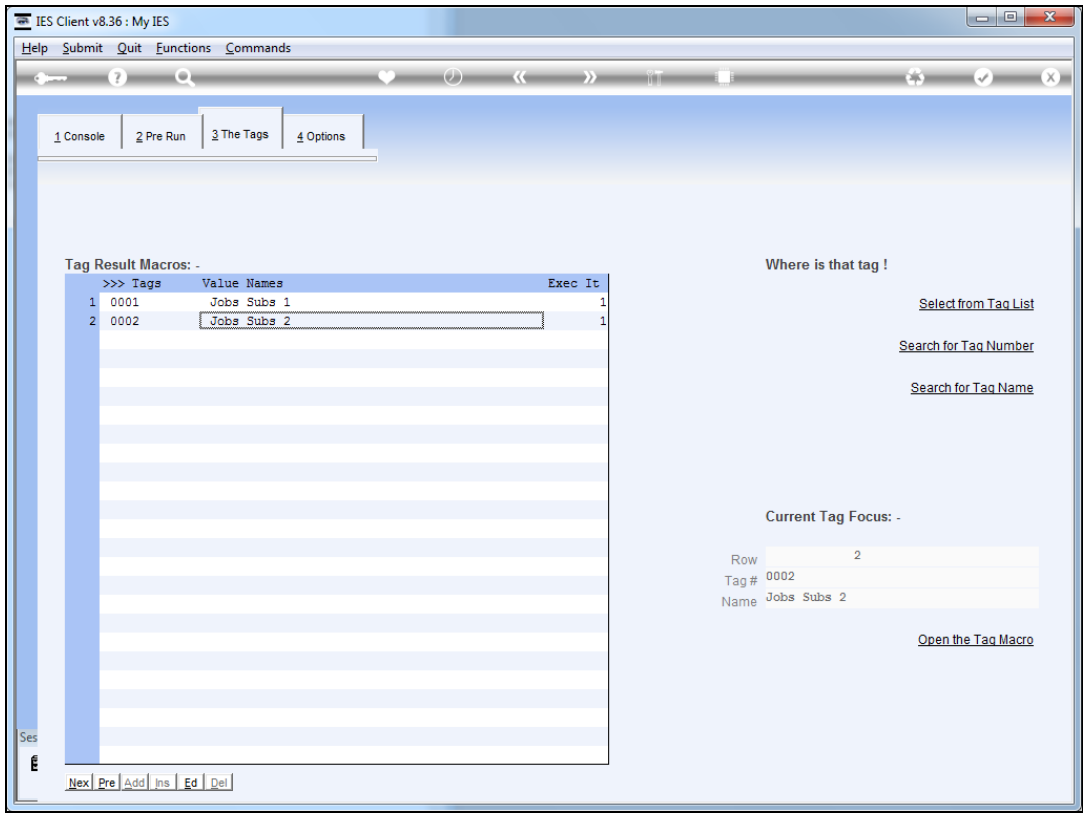 IES Client v8.36 : My IES
Help Submit Quit Functions Commands
1 Console 2 Pre Run 3 The Tags 4 Options
Tag Result Macros: -
>>> Tags Value Names Exec It
1 0001 Jobs Subs 1 1
2 0002 Jobs Subs 2 1
Where is that tag !
Select from Tag List
Search for Tag Number
Search for Tag Name
Current Tag Focus: -
Row 2
Tag # 0002
Name Jobs Subs 2
Open the Tag Macro
Ses
Nex Pre Add Ins Ed Del